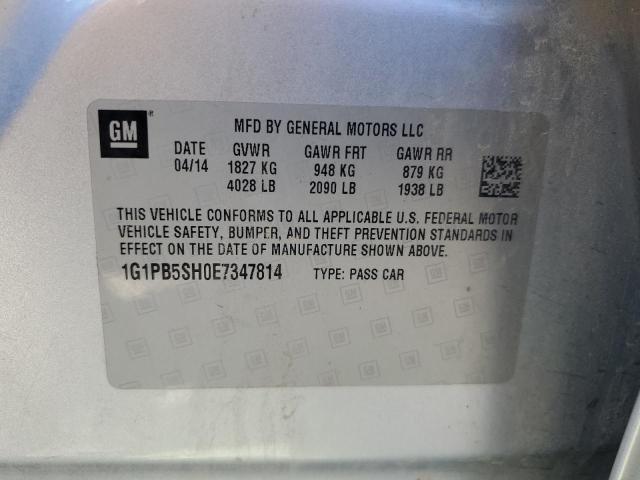 GM
MFD BY GENERAL MOTORS LLC
DATE GVWR GAWR FRT GAWR RR
04/14 1827 KG 948 KG 879 KG
4028 LB 2090 LB 1938 LB
THIS VEHICLE CONFORMS TO ALL APPLICABLE U.S. FEDERAL MOTOR
VEHICLE SAFETY, BUMPER, AND THEFT PREVENTION STANDARDS IN
EFFECT ON THE DATE OF MANUFACTURE SHOWN ABOVE.
1G1PB5SH0E7347814 TYPE: PASS CAR